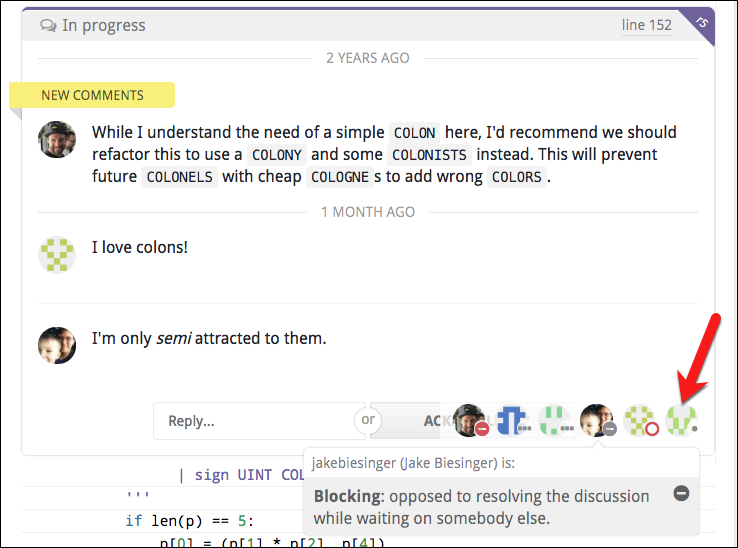 In progress
line 152
r5
2 YEARS AGO
NEW COMMENTS
While I understand the need of a simple COLON here, I'd recommend we should
refactor this to use a COLONY and some COLONISTS instead. This will prevent
future COLONELS with cheap COLOGNE s to add wrong COLORS .
1 MONTH AGO
I love colons!
I'm only semi attracted to them.
Reply...
or
jakebiesinger (Jake Biesinger) is:
Blocking: opposed to resolving the discussion
while waiting on somebody else.
| sign UINT COL
'''
if len(p) == 5:
p[0] = (p[1] * p[2], p[4])